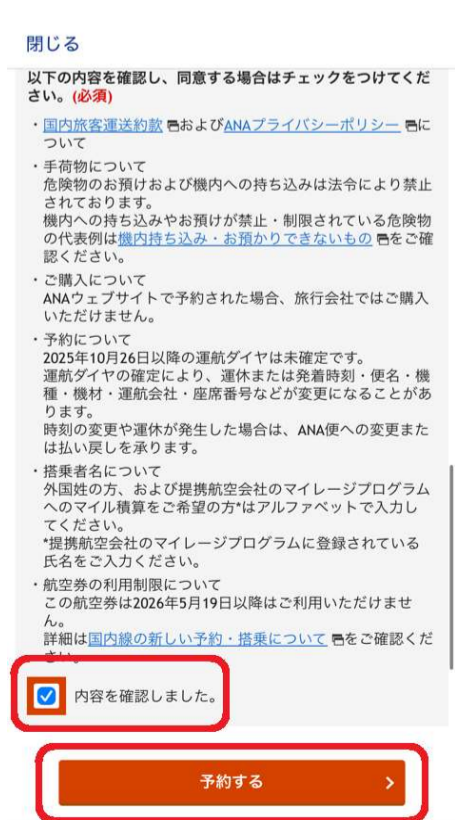 閉じる
以下の内容を確認し、同意する場合はチェックをつけてくだ
さい。(必須)
・国内旅客運送約款 およびANAプライバシーポリシー に
ついて
・手荷物について
危険物のお預けおよび機内への持ち込みは法令により禁止
されております。
機内への持ち込みやお預けが禁止・制限されている危険物
の代表例は機内持ち込み・お預かりできないもの をご確
認ください。
・ご購入について
ANAウェブサイトで予約された場合、旅行会社ではご購入
いただけません。
・予約について
2025年10月26日以降の運航ダイヤは未確定です。
運航ダイヤの確定により、運休または発着時刻・便名・機
種・機材・運航会社・座席番号などが変更になることがあ
ります。
時刻の変更や運休が発生した場合は、ANA便への変更また
は払い戻しを承ります。
・搭乗者名について
外国姓の方、および提携航空会社のマイレージプログラム
へのマイル積算をご希望の方*はアルファベットで入力し
てください。
*提携航空会社のマイレージプログラムに登録されている
氏名をご入力ください。
・航空券の利用制限について
この航空券は2026年5月19日以降はご利用いただけませ
ん。
詳細は国内線の新しい予約・搭乗について をご確認くだ
さい。
内容を確認しました。
予約する